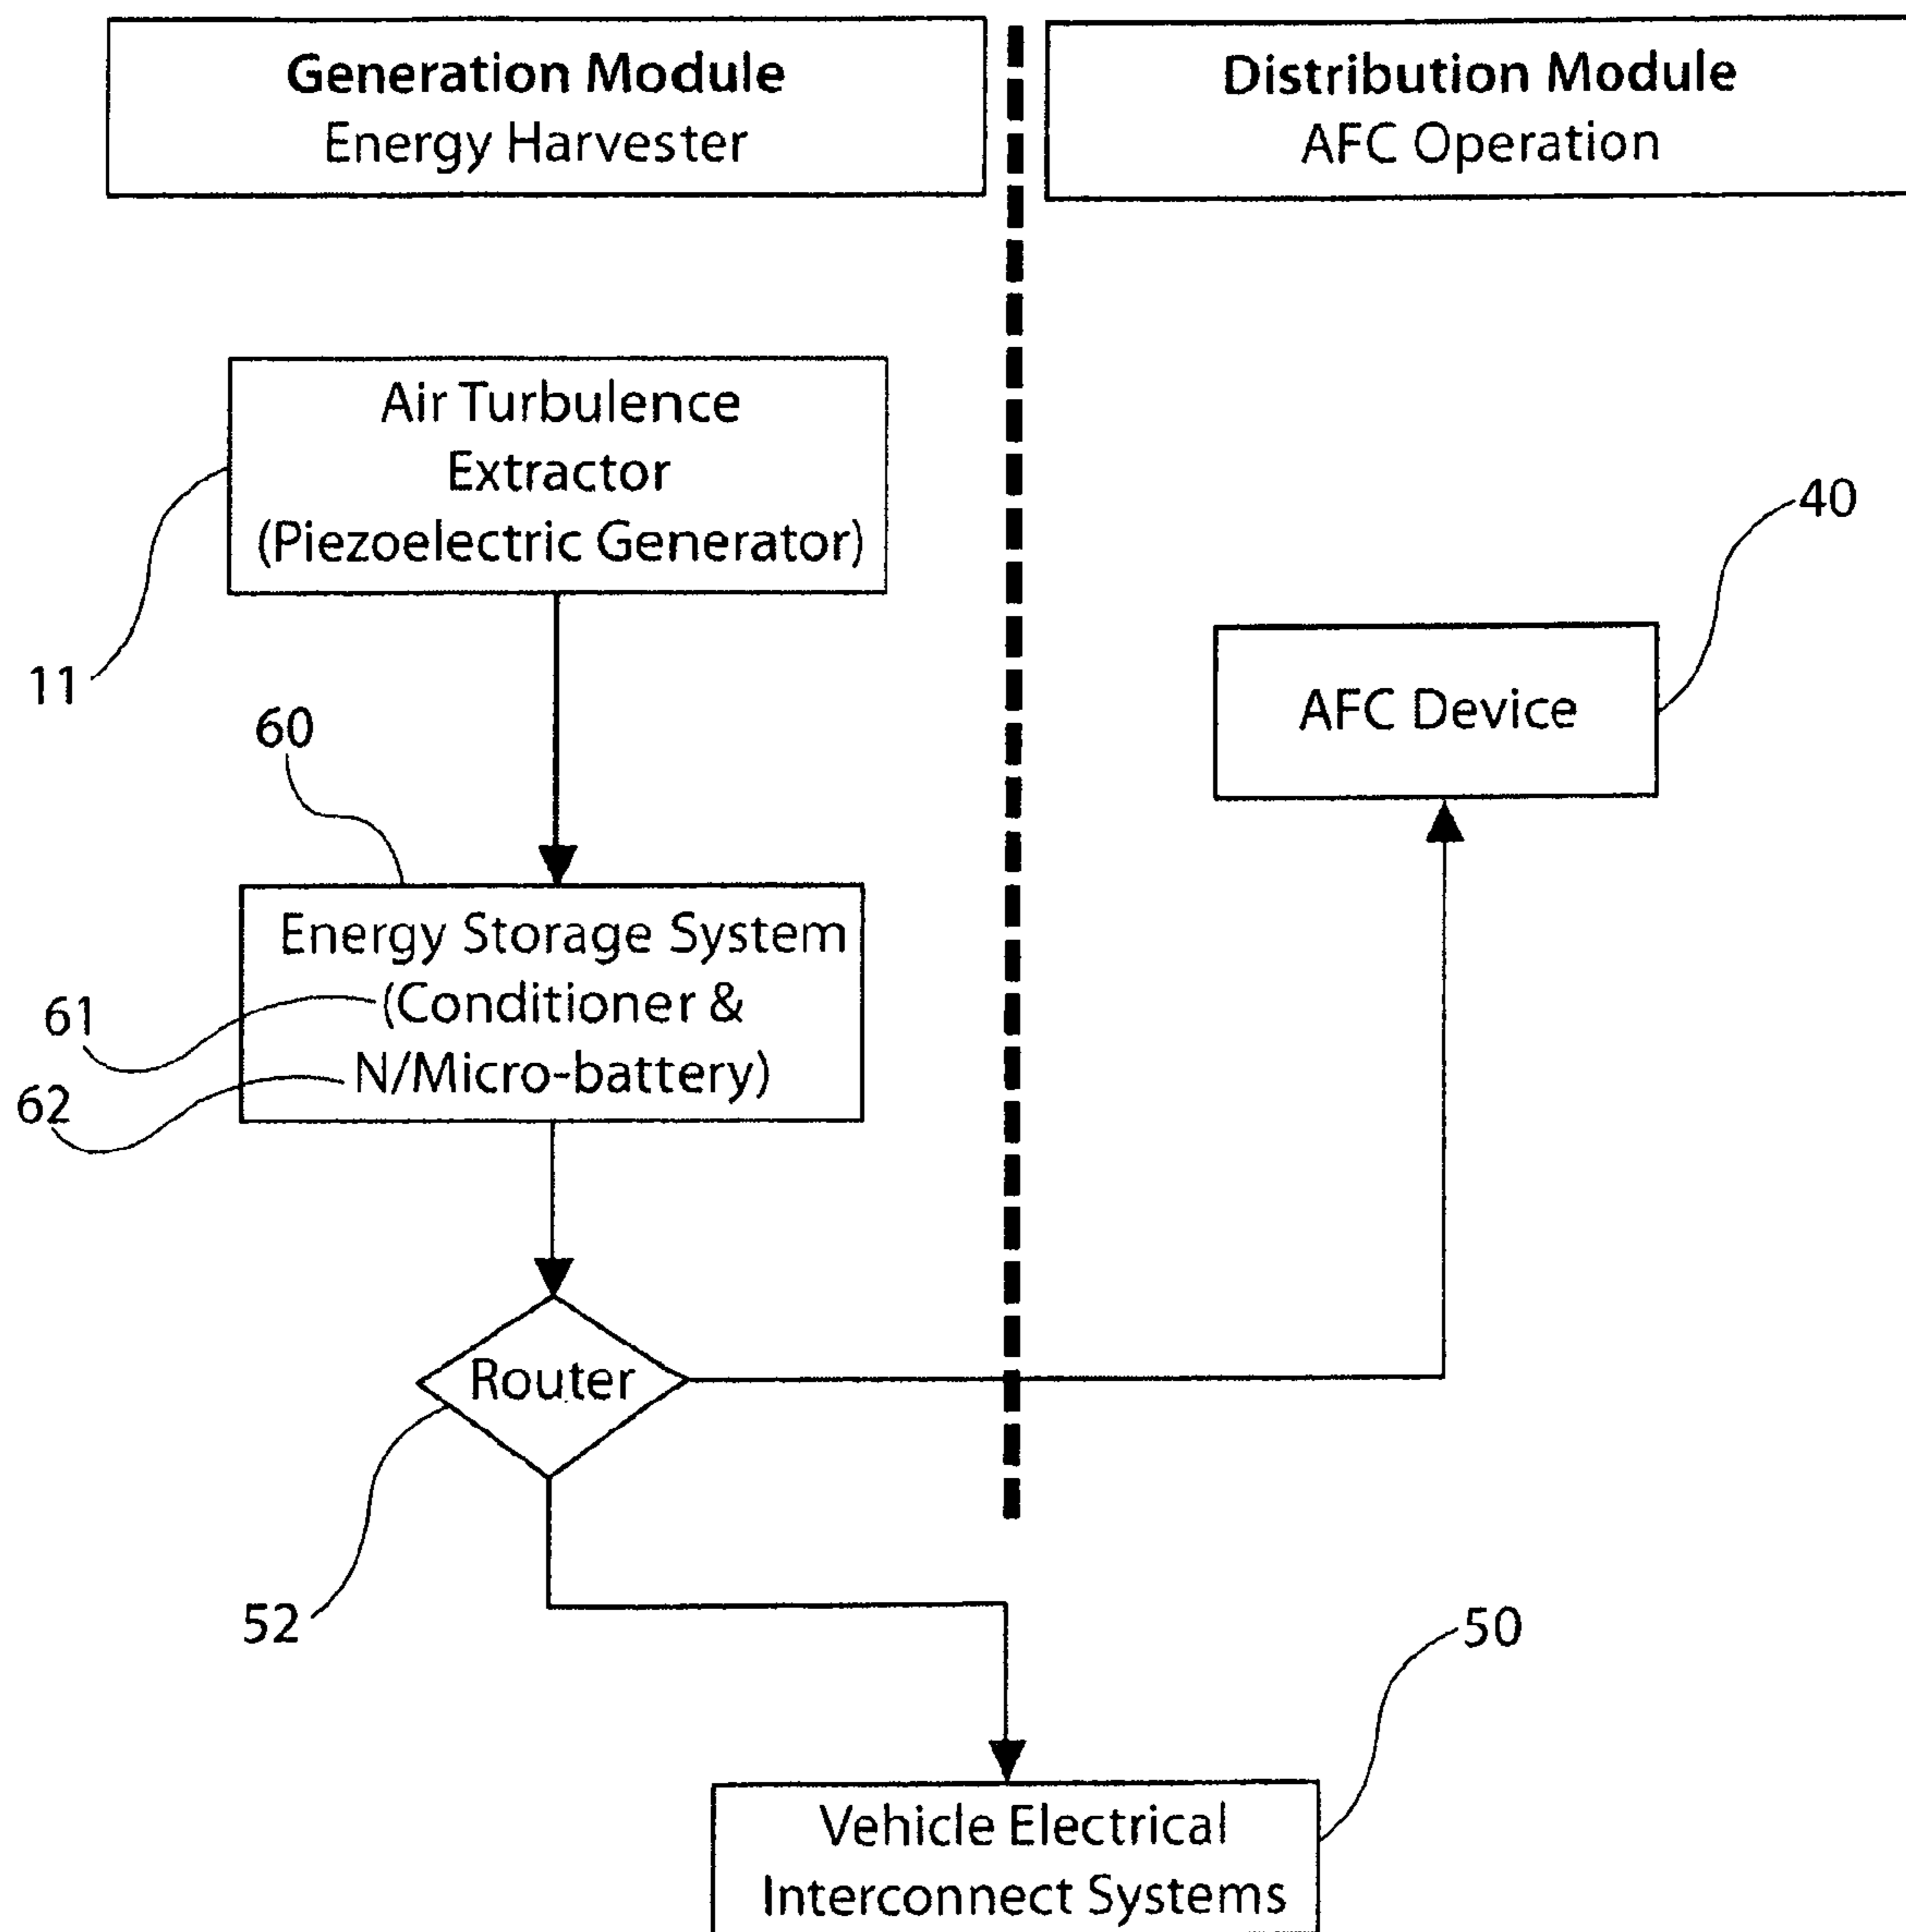 Generation Module
Energy Harvester
Distribution Module
AFC Operation
Air Turbulence
Extractor
(Piezoelectric Generator)
11
40
AFC Device
60
Energy Storage System
(Conditioner &
N/Micro-battery)
61
62
Router
52
50
Vehicle Electrical
Interconnect Systems